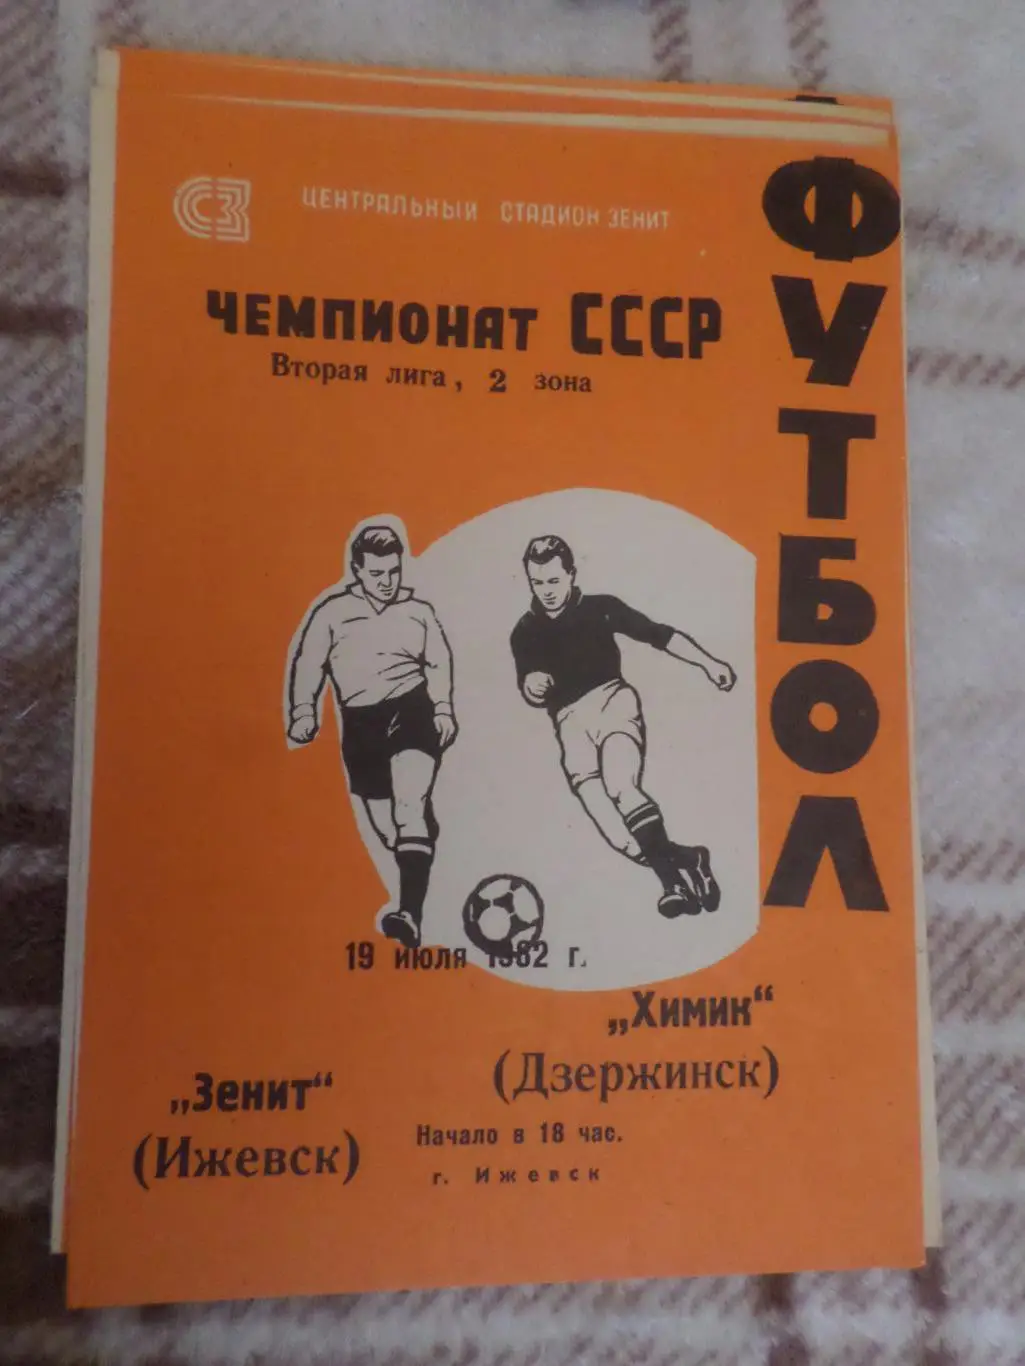 СЗ
ЦЕНТРАЛЬНЫЙ СТАДИОН ЗЕНИТ
ФУТБОЛ
ЧЕМПИОНАТ СССР
Вторая лига, 2 зона
19 июля 1982 г.
„Химик“
(Дзержинск)
„Зенит“
(Ижевск)
Начало в 18 час.
г. Ижевск